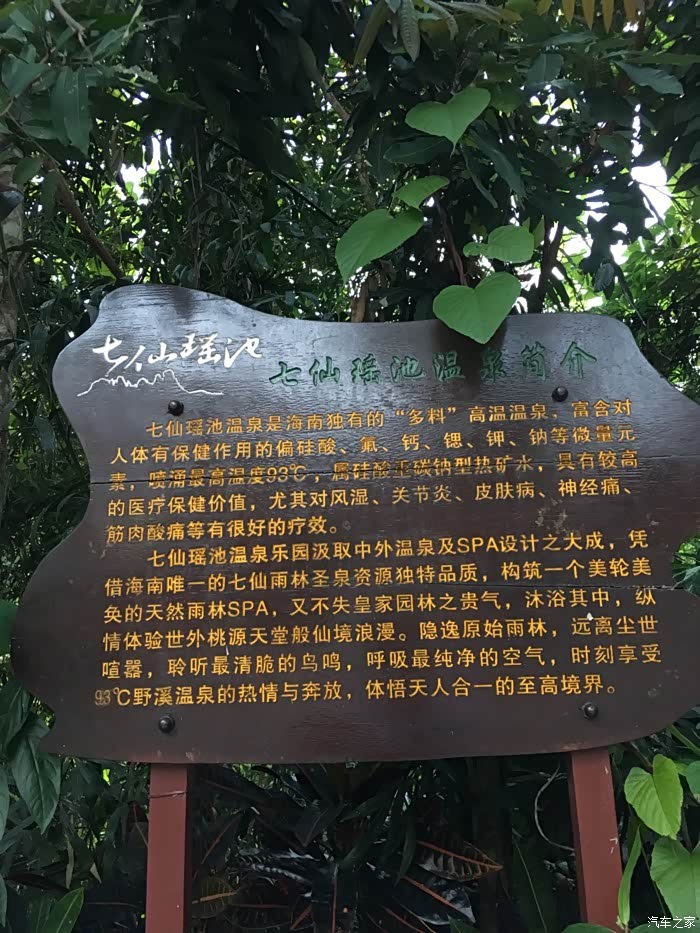 七仙瑶池
七仙瑶池温泉简介
七仙瑶池温泉是海南独有的“多料”高温温泉，富含对
人体有保健作用的偏硅酸、氟、钙、锶、钾、钠等微量元
素，喷涌最高温度93℃，属硅酸重碳钠型热矿水，具有较高
的医疗保健价值，尤其对风湿、关节炎、皮肤病、神经痛、
筋肉酸痛等有很好的疗效。
七仙瑶池温泉乐园汲取中外温泉及SPA设计之大成，凭
借海南唯一的七仙雨林圣泉资源独特品质，构筑一个美轮美
奂的天然雨林SPA，又不失皇家园林之贵气，沐浴其中，纵
情体验世外桃源天堂般仙境浪漫。隐逸原始雨林，远离尘世
喧嚣，聆听最清脆的鸟鸣，呼吸最纯净的空气，时刻享受
93℃野溪温泉的热情与奔放，体悟天人合一的至高境界。
汽车之家